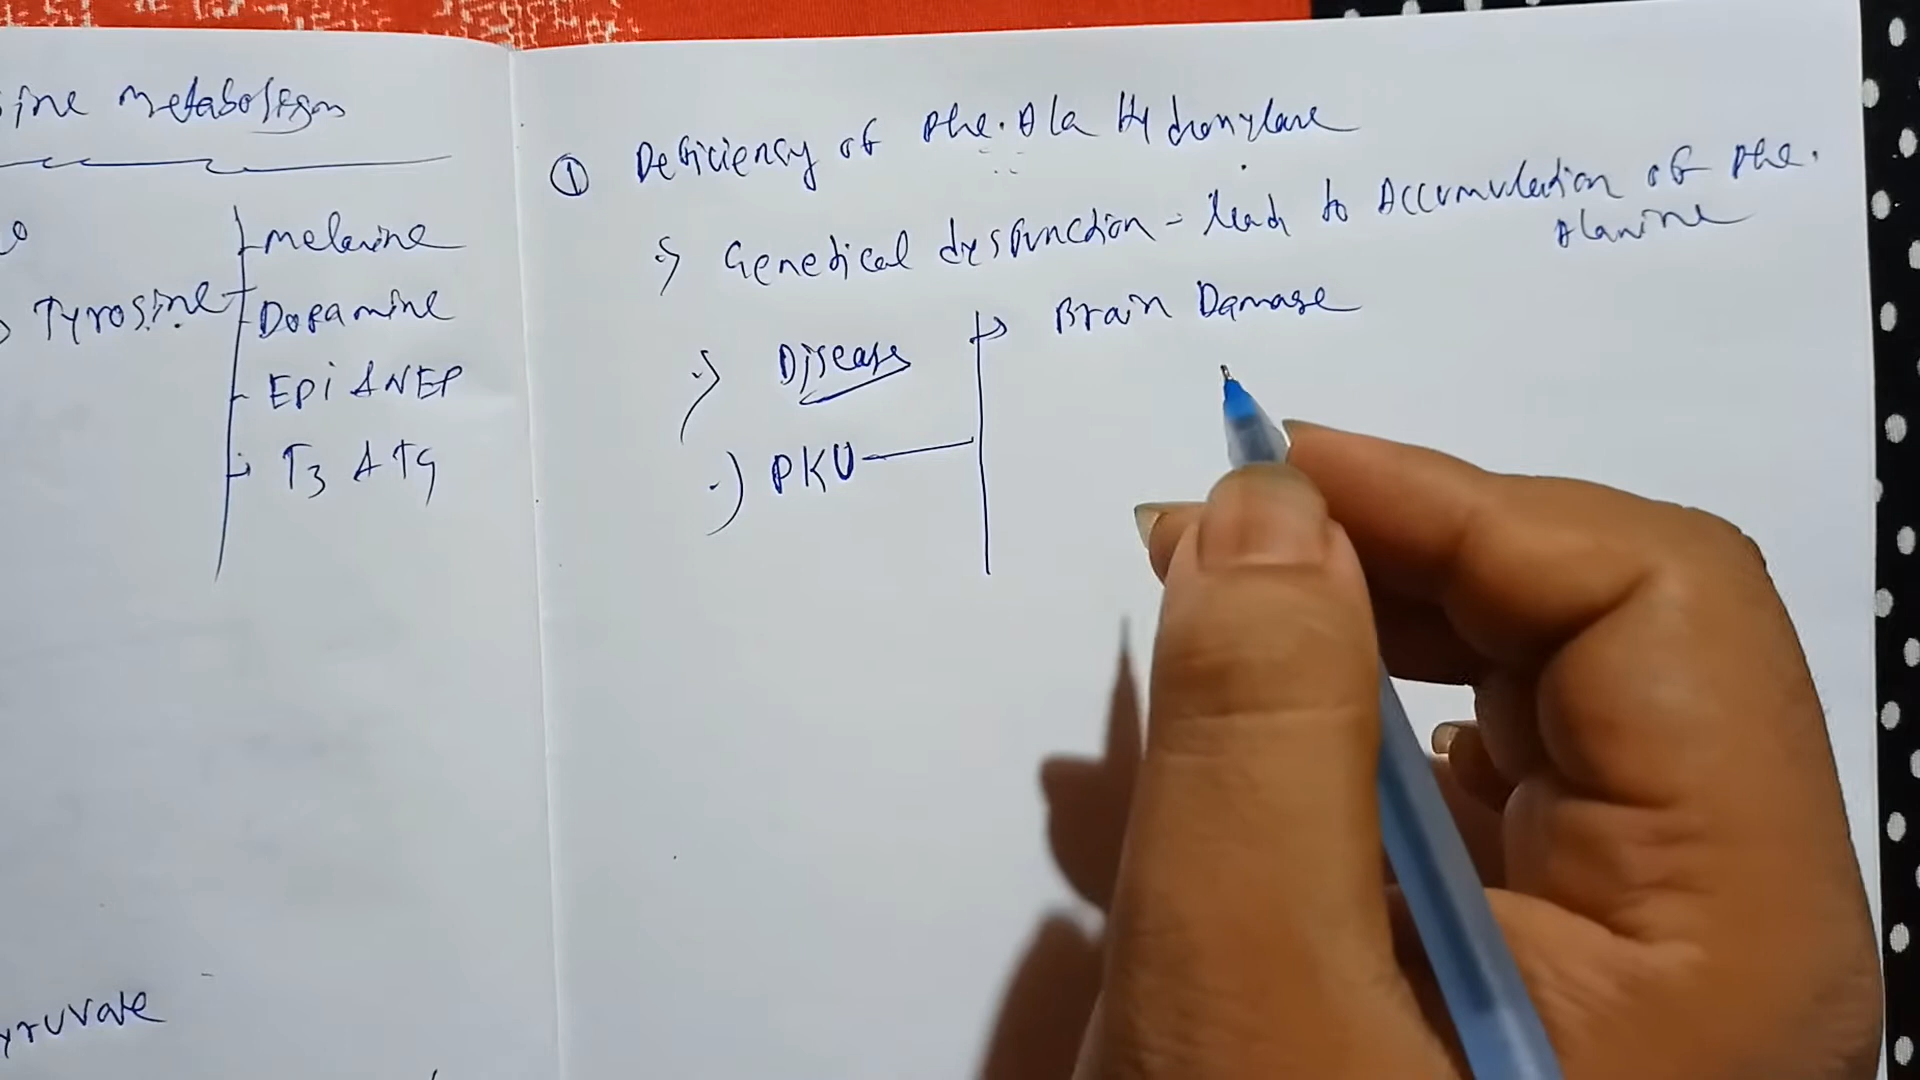 ine Metabolism
Tyrosine
Melanine
Dopamine
EPi & NEP
T3 & T4
yruvate
① Deficiency of Phe. Ala Hydroxylase
Genetical dysfunction - lead to Accumulation of Phe.
Alanine
Disease
PKU
Brain Damage